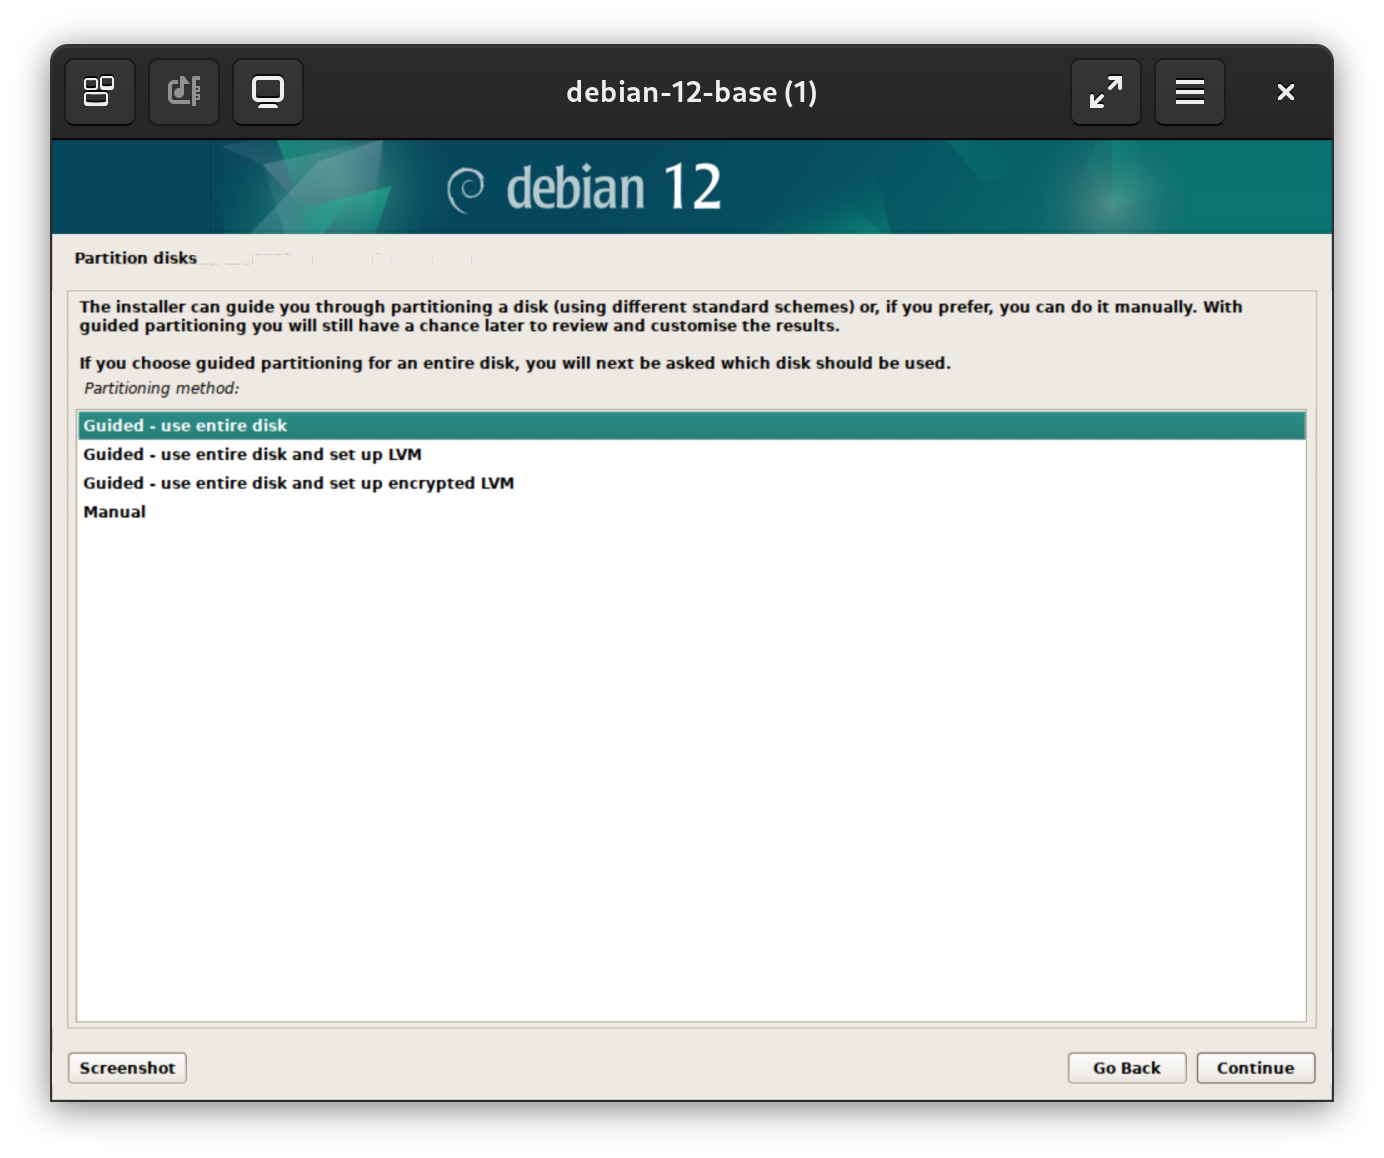 debian-12-base (1)
debian 12
Partition disks
The installer can guide you through partitioning a disk (using different standard schemes) or, if you prefer, you can do it manually. With
guided partitioning you will still have a chance later to review and customise the results.
If you choose guided partitioning for an entire disk, you will next be asked which disk should be used.
Partitioning method:
Guided - use entire disk
Guided - use entire disk and set up LVM
Guided - use entire disk and set up encrypted LVM
Manual
Screenshot
Go Back
Continue